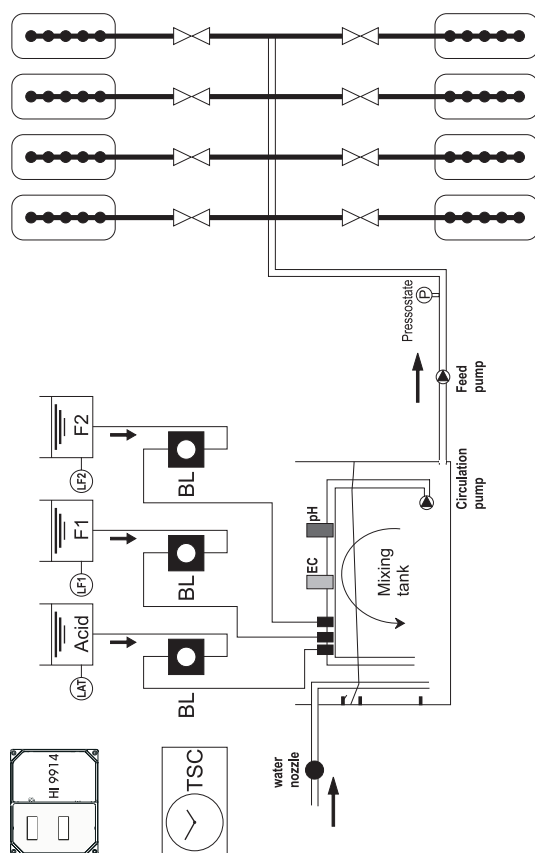 Pressostate
P
Feed
pump
F2
LF2
BL
F1
LF1
BL
Acid
LAT
BL
Circulation
pump
pH
EC
Mixing
tank
HI 9914
TSC
water
nozzle